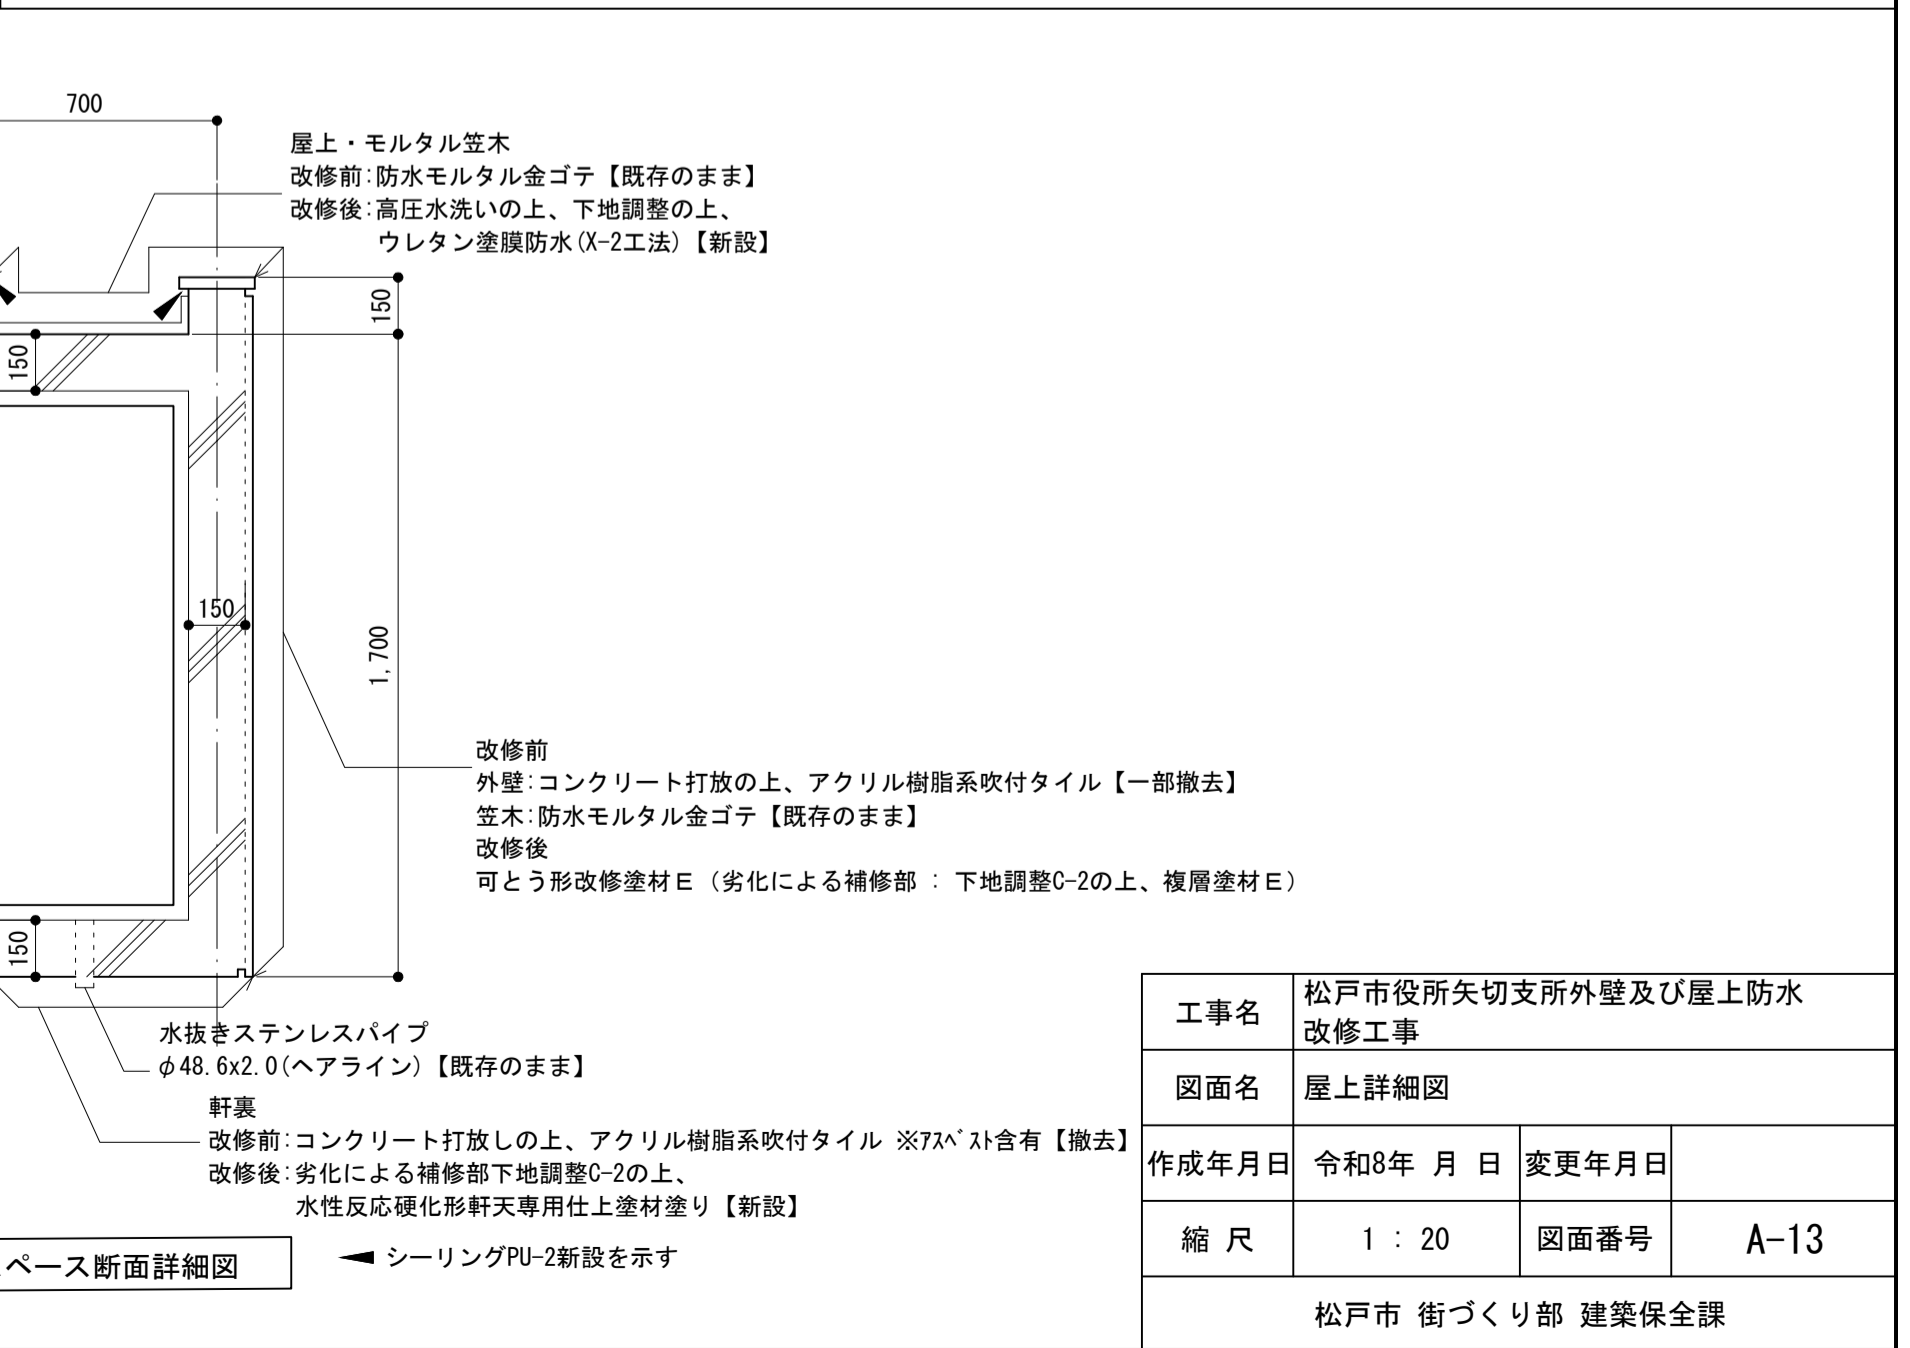 700
屋上・モルタル笠木
改修前:防水モルタル金ゴテ【既存のまま】
改修後:高圧水洗いの上、下地調整の上、
ウレタン塗膜防水(X-2工法)【新設】
150
150
150
1,700
改修前
外壁:コンクリート打放の上、アクリル樹脂系吹付タイル【一部撤去】
笠木:防水モルタル金ゴテ【既存のまま】
改修後
可とう形改修塗材E（劣化による補修部 : 下地調整C-2の上、複層塗材E）
150
水抜きステンレスパイプ
φ48.6x2.0(ヘアライン)【既存のまま】
軒裏
改修前:コンクリート打放しの上、アクリル樹脂系吹付タイル ※ｱｽﾍﾞｽﾄ含有【撤去】
改修後:劣化による補修部下地調整C-2の上、
水性反応硬化形軒天専用仕上塗材塗り【新設】
ペース断面詳細図
シーリングPU-2新設を示す
工事名 松戸市役所矢切支所外壁及び屋上防水
改修工事
図面名 屋上詳細図
作成年月日 令和8年 月 日 変更年月日
縮 尺 1 : 20 図面番号 A-13
松戸市 街づくり部 建築保全課